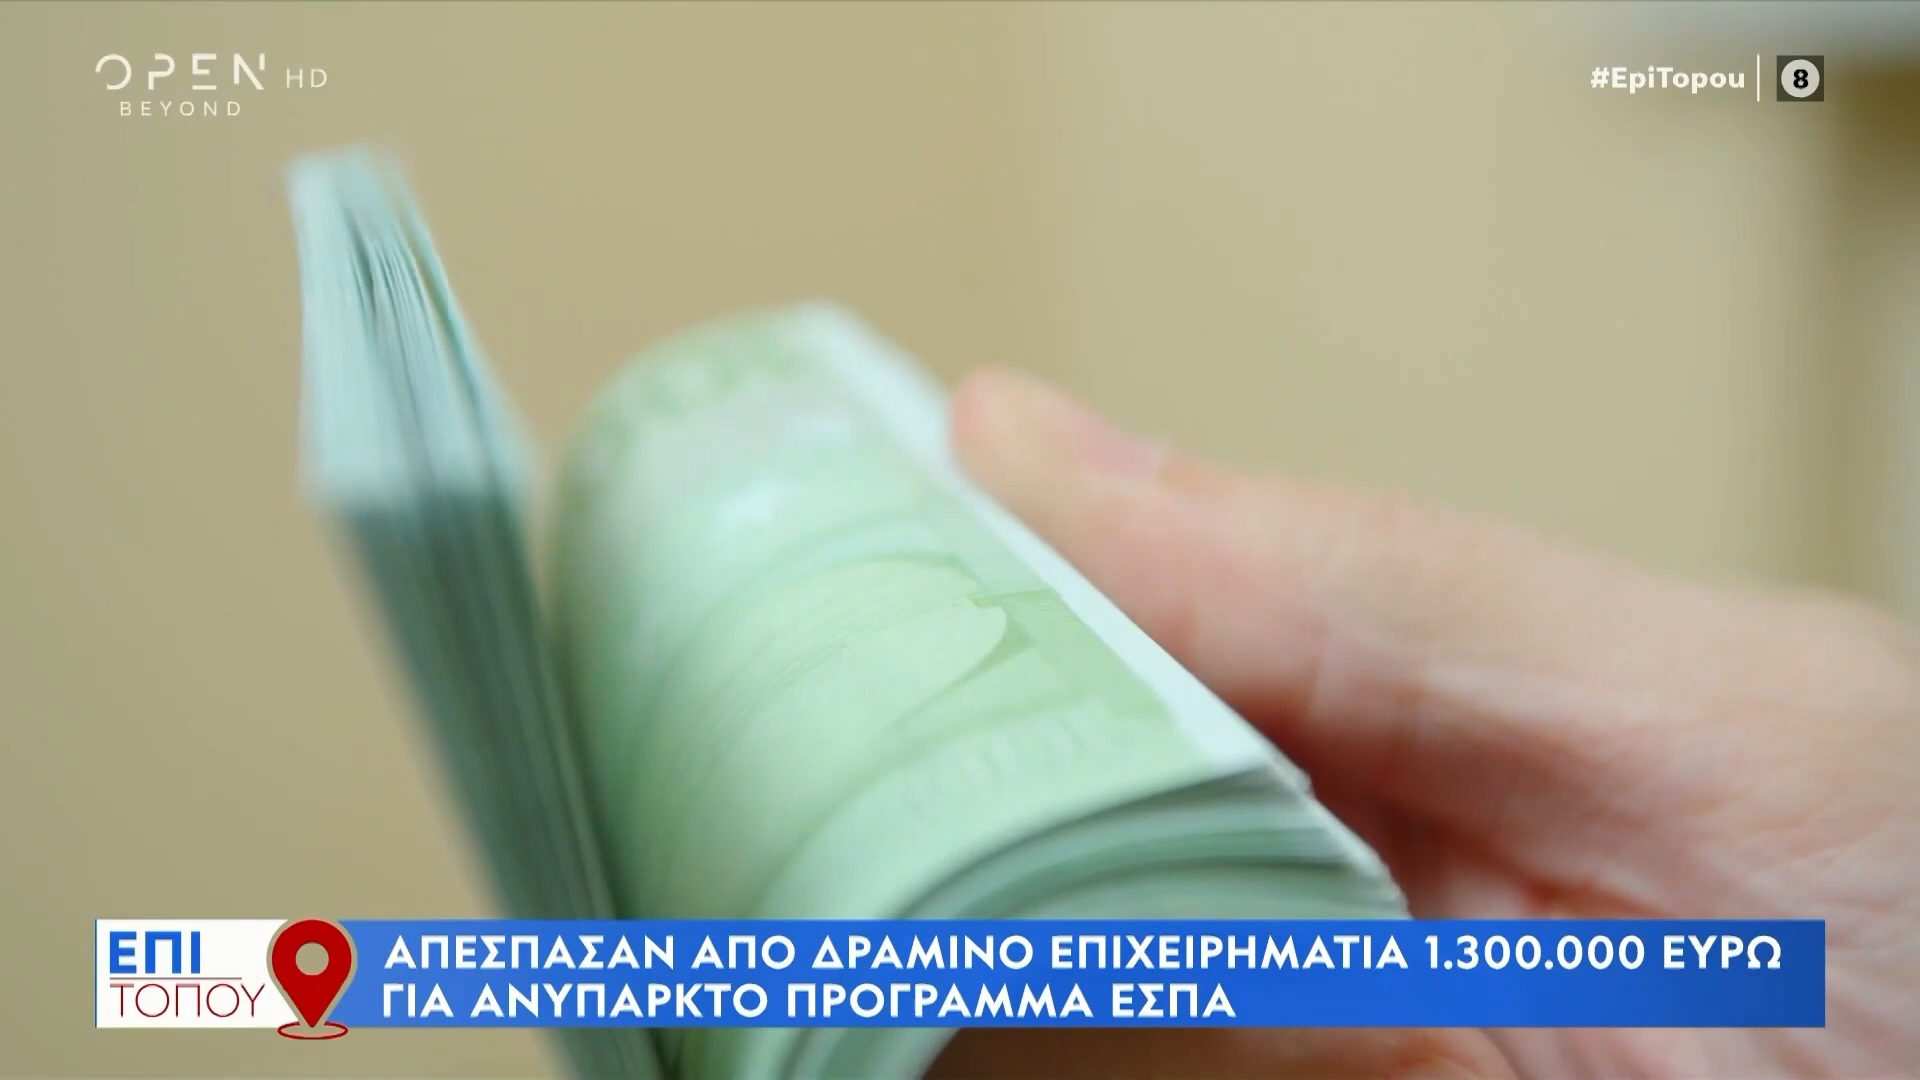 OPEN HD
BEYOND
#EpiTopou
8
ΕΠΙ
ΤΟΠΟΥ
ΑΠΕΣΠΑΣΑΝ ΑΠΟ ΔΡΑΜΙΝΟ ΕΠΙΧΕΙΡΗΜΑΤΙΑ 1.300.000 ΕΥΡΩ
ΓΙΑ ΑΝΥΠΑΡΚΤΟ ΠΡΟΓΡΑΜΜΑ ΕΣΠΑ